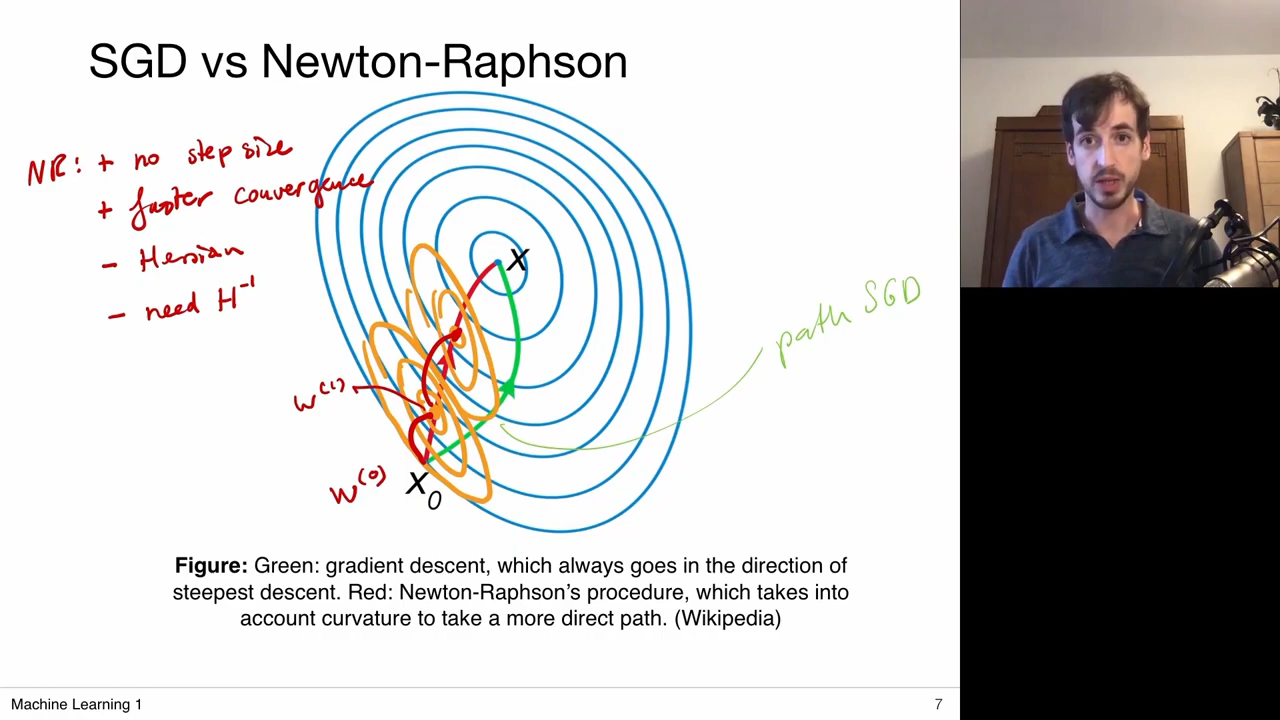 SGD vs Newton-Raphson
NR: + no step size
+ faster convergence
- Hessian
- need H⁻¹
X
path SGD
w⁽¹⁾
w⁽⁰⁾
X₀
Figure: Green: gradient descent, which always goes in the direction of
steepest descent. Red: Newton-Raphson's procedure, which takes into
account curvature to take a more direct path. (Wikipedia)
Machine Learning 1
7